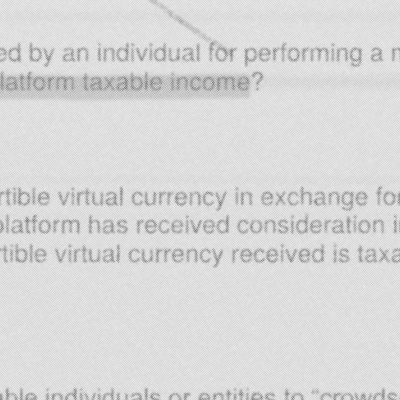 ed by an individual for performing a
latform taxable income?
rtible virtual currency in exchange for
platform has received consideration
rtible virtual currency received is taxa
able individuals or entities to "crowds